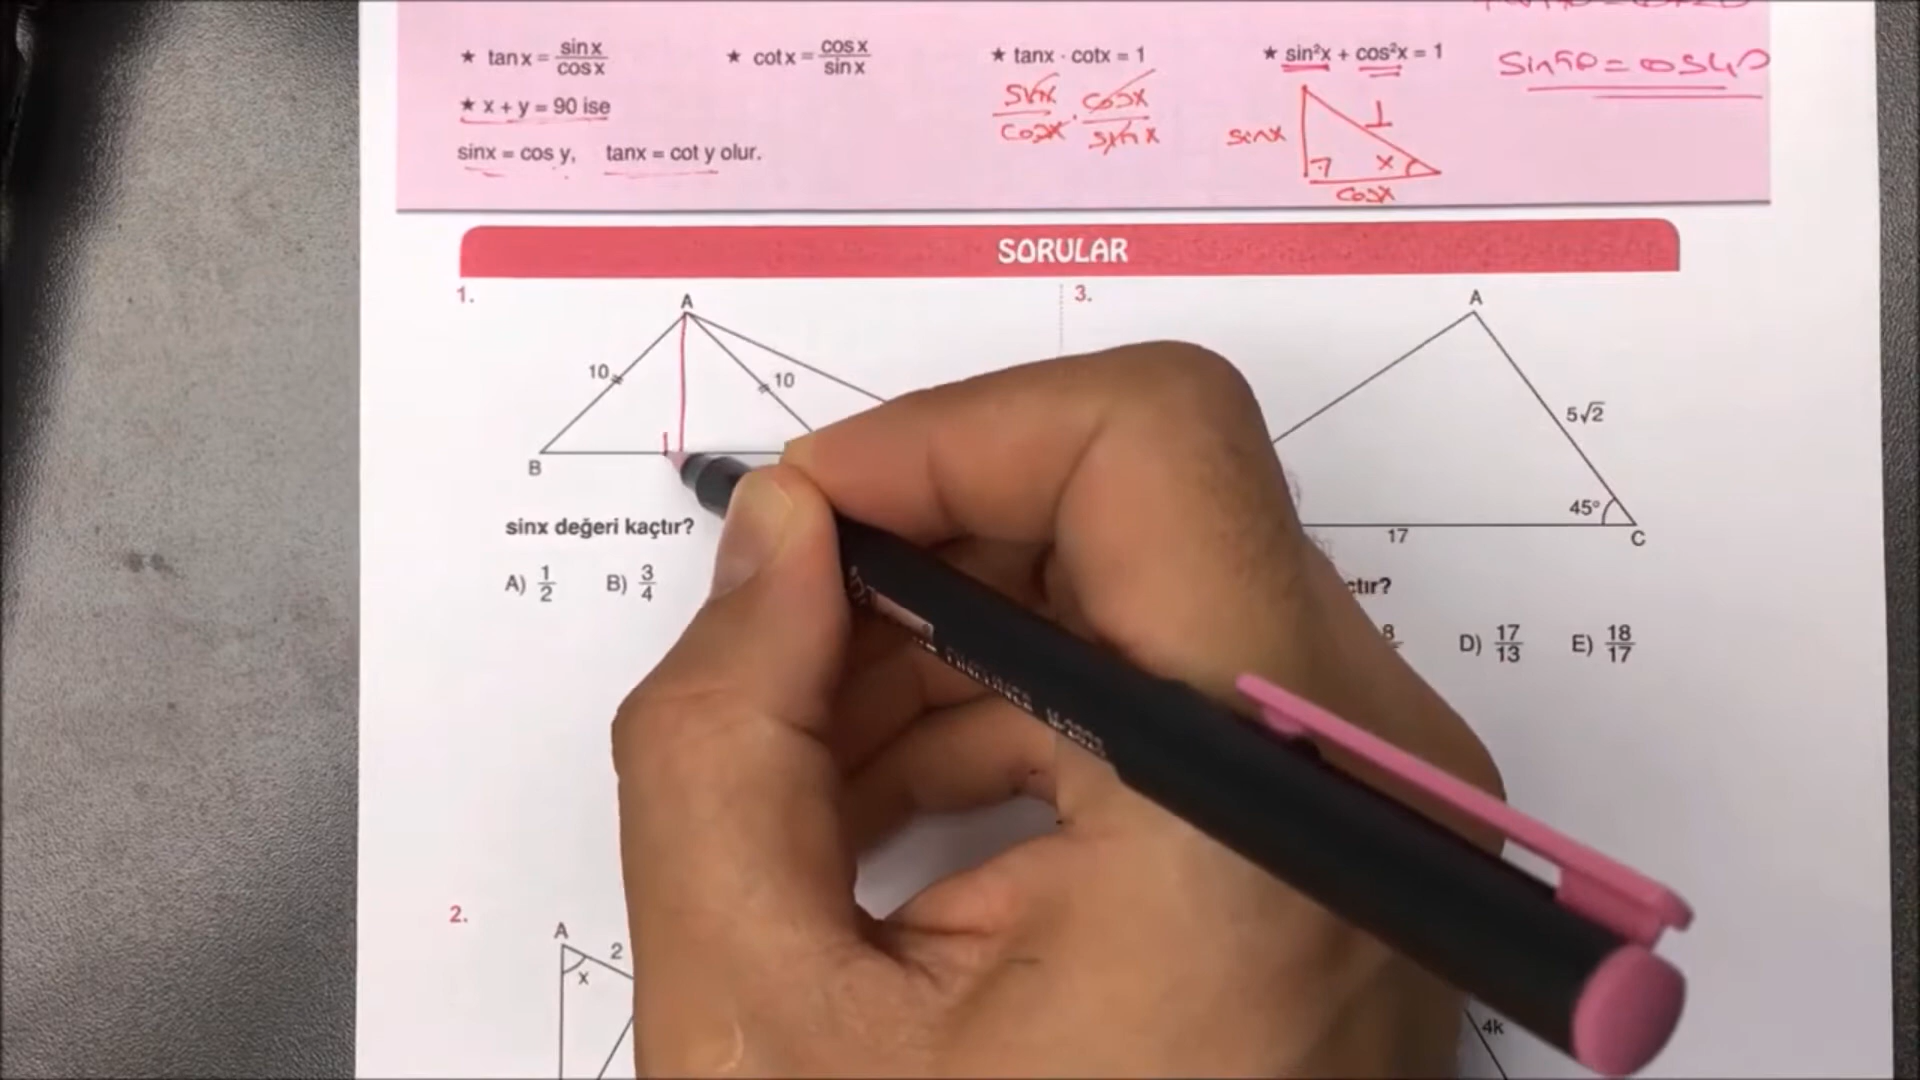 ★ tanx = sinx/cosx ★ cotx = cosx/sinx ★ tanx · cotx = 1 ★ sin²x + cos²x = 1 sin50 = cos40
★ x + y = 90 ise
sinx/cosx · cosx/sinx
sinx 1 x cosx
sinx = cos y, tanx = cot y olur.
SORULAR
1.
A
10 10
B
sinx değeri kaçtır?
A) 1/2 B) 3/4
2.
A 2
x
3.
A
5√2
45°
17 C
D) 17/13 E) 18/17
4k